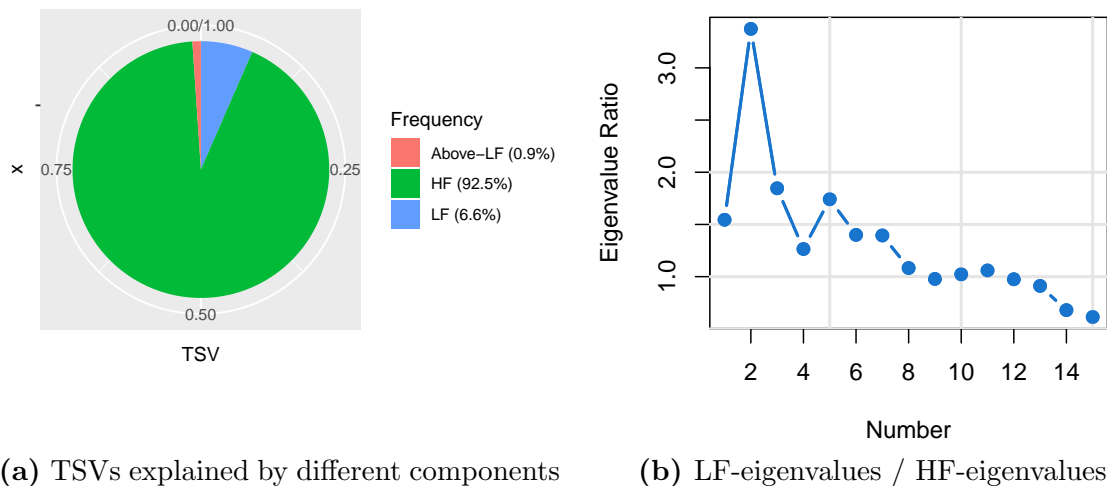 0.00/1.00
0.25
0.50
0.75
x
TSV
Frequency
Above−LF (0.9%)
HF (92.5%)
LF (6.6%)
Eigenvalue Ratio
3.0
2.0
1.0
2 4 6 8 10 12 14
Number
(a) TSVs explained by different components
(b) LF-eigenvalues / HF-eigenvalues